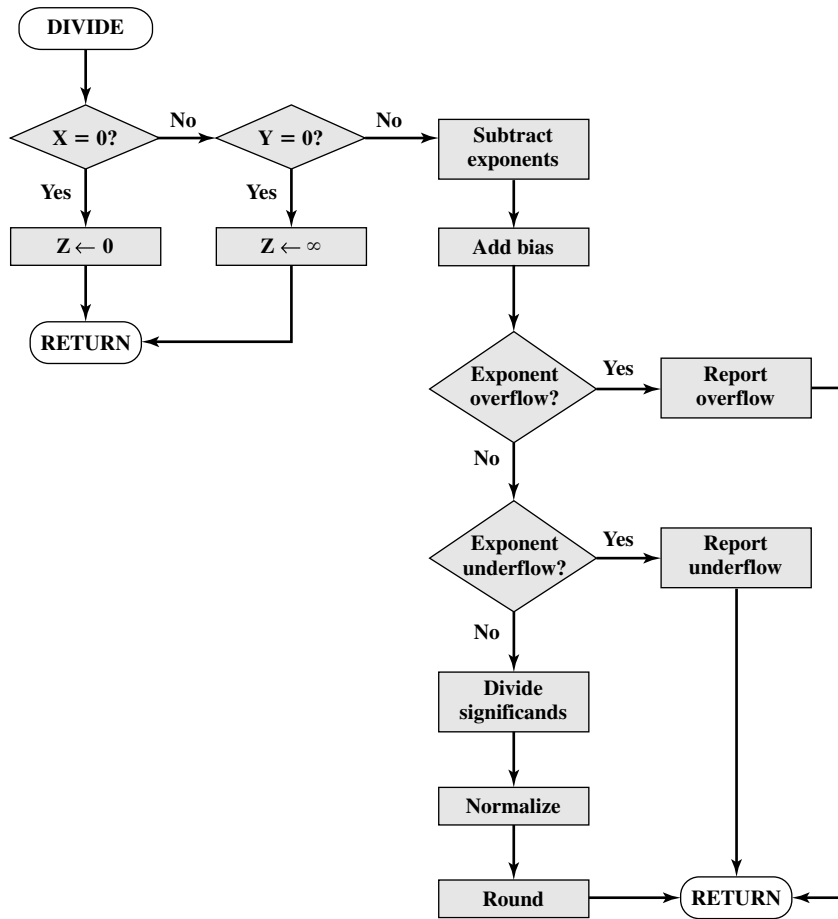 DIVIDE
X = 0?
No
Y = 0?
No
Subtract
exponents
Yes
Yes
Z ← 0
Z ← ∞
Add bias
RETURN
Exponent
overflow?
Yes
Report
overflow
No
Exponent
underflow?
Yes
Report
underflow
No
Divide
significands
Normalize
Round
RETURN